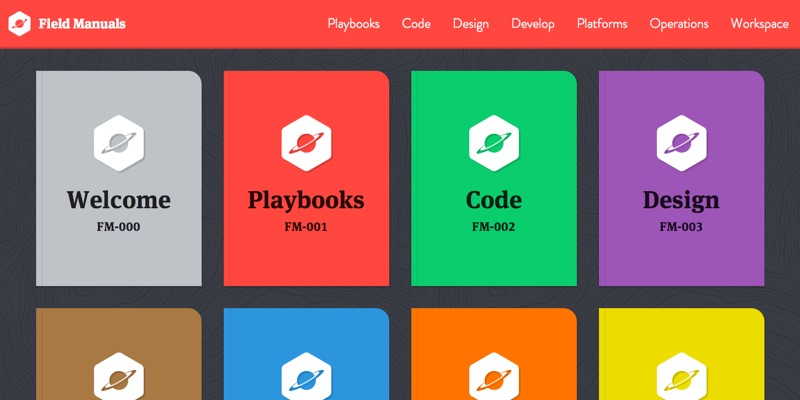 Field Manuals
Playbooks Code Design Develop Platforms Operations Workspace
Welcome
FM-000
Playbooks
FM-001
Code
FM-002
Design
FM-003